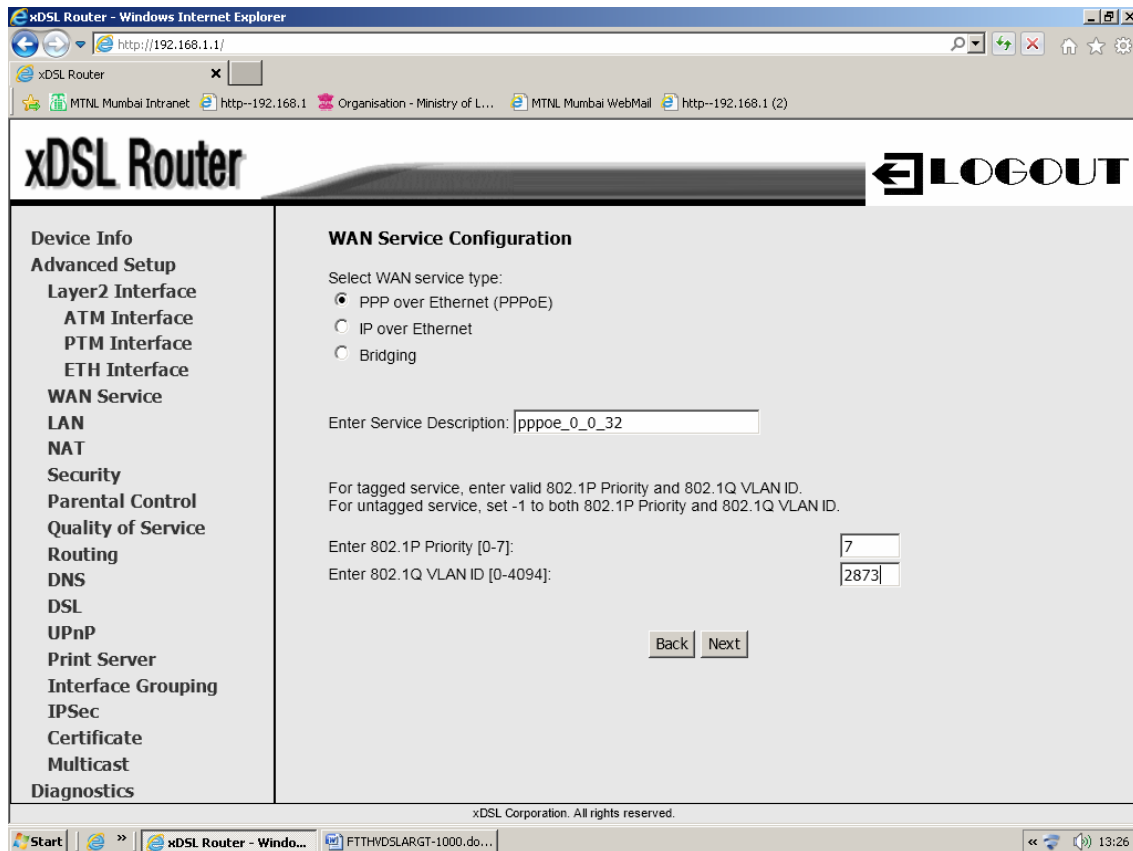 xDSL Router - Windows Internet Explorer
http://192.168.1.1/
xDSL Router
MTNL Mumbai Intranet http--192.168.1 Organisation - Ministry of L... MTNL Mumbai WebMail http--192.168.1 (2)
xDSL Router
LOGOUT
Device Info
Advanced Setup
Layer2 Interface
ATM Interface
PTM Interface
ETH Interface
WAN Service
LAN
NAT
Security
Parental Control
Quality of Service
Routing
DNS
DSL
UPnP
Print Server
Interface Grouping
IPSec
Certificate
Multicast
Diagnostics
WAN Service Configuration
Select WAN service type:
PPP over Ethernet (PPPoE)
IP over Ethernet
Bridging
Enter Service Description: pppoe_0_0_32
For tagged service, enter valid 802.1P Priority and 802.1Q VLAN ID.
For untagged service, set -1 to both 802.1P Priority and 802.1Q VLAN ID.
Enter 802.1P Priority [0-7]: 7
Enter 802.1Q VLAN ID [0-4094]: 2873
Back Next
xDSL Corporation. All rights reserved.
Start » xDSL Router - Windo... FTTHVDSLARGT-1000.do... « 13:26